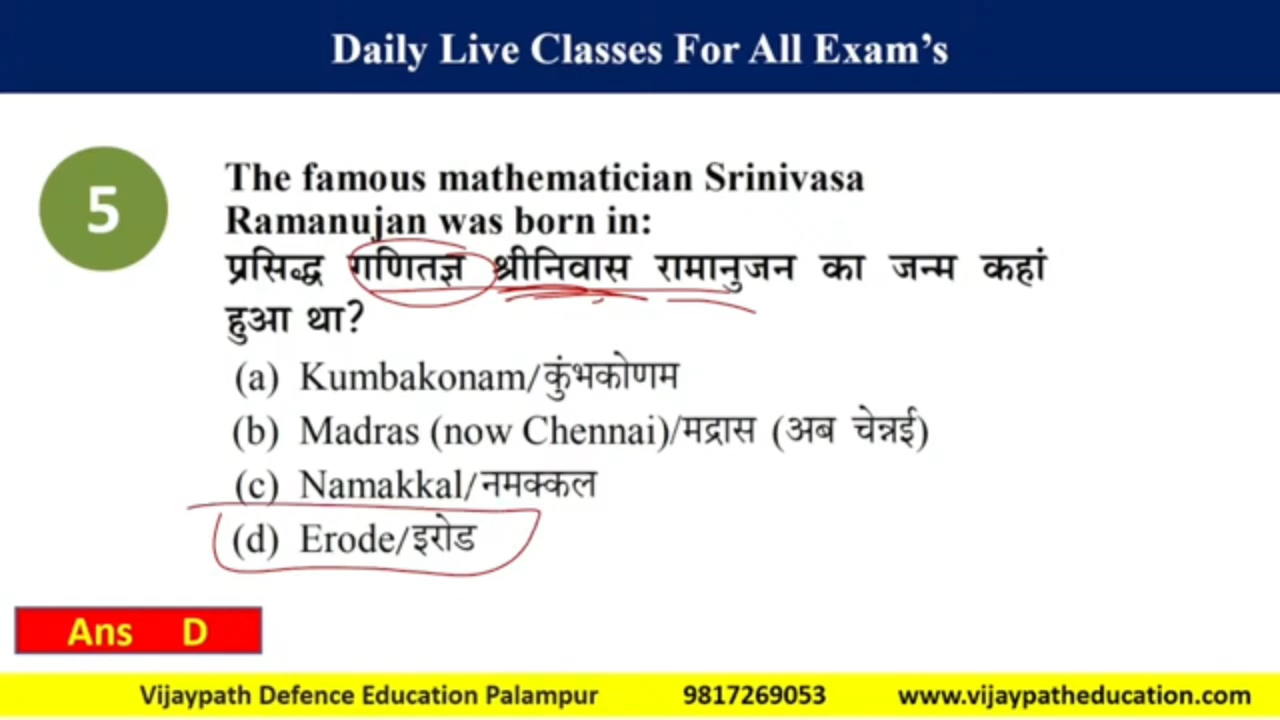 Daily Live Classes For All Exam's
5
The famous mathematician Srinivasa
Ramanujan was born in:
प्रसिद्ध गणितज्ञ श्रीनिवास रामानुजन का जन्म कहां
हुआ था?
(a) Kumbakonam/कुंभकोणम
(b) Madras (now Chennai)/मद्रास (अब चेन्नई)
(c) Namakkal/नमक्कल
(d) Erode/इरोड
Ans D
Vijaypath Defence Education Palampur 9817269053 www.vijaypatheducation.com